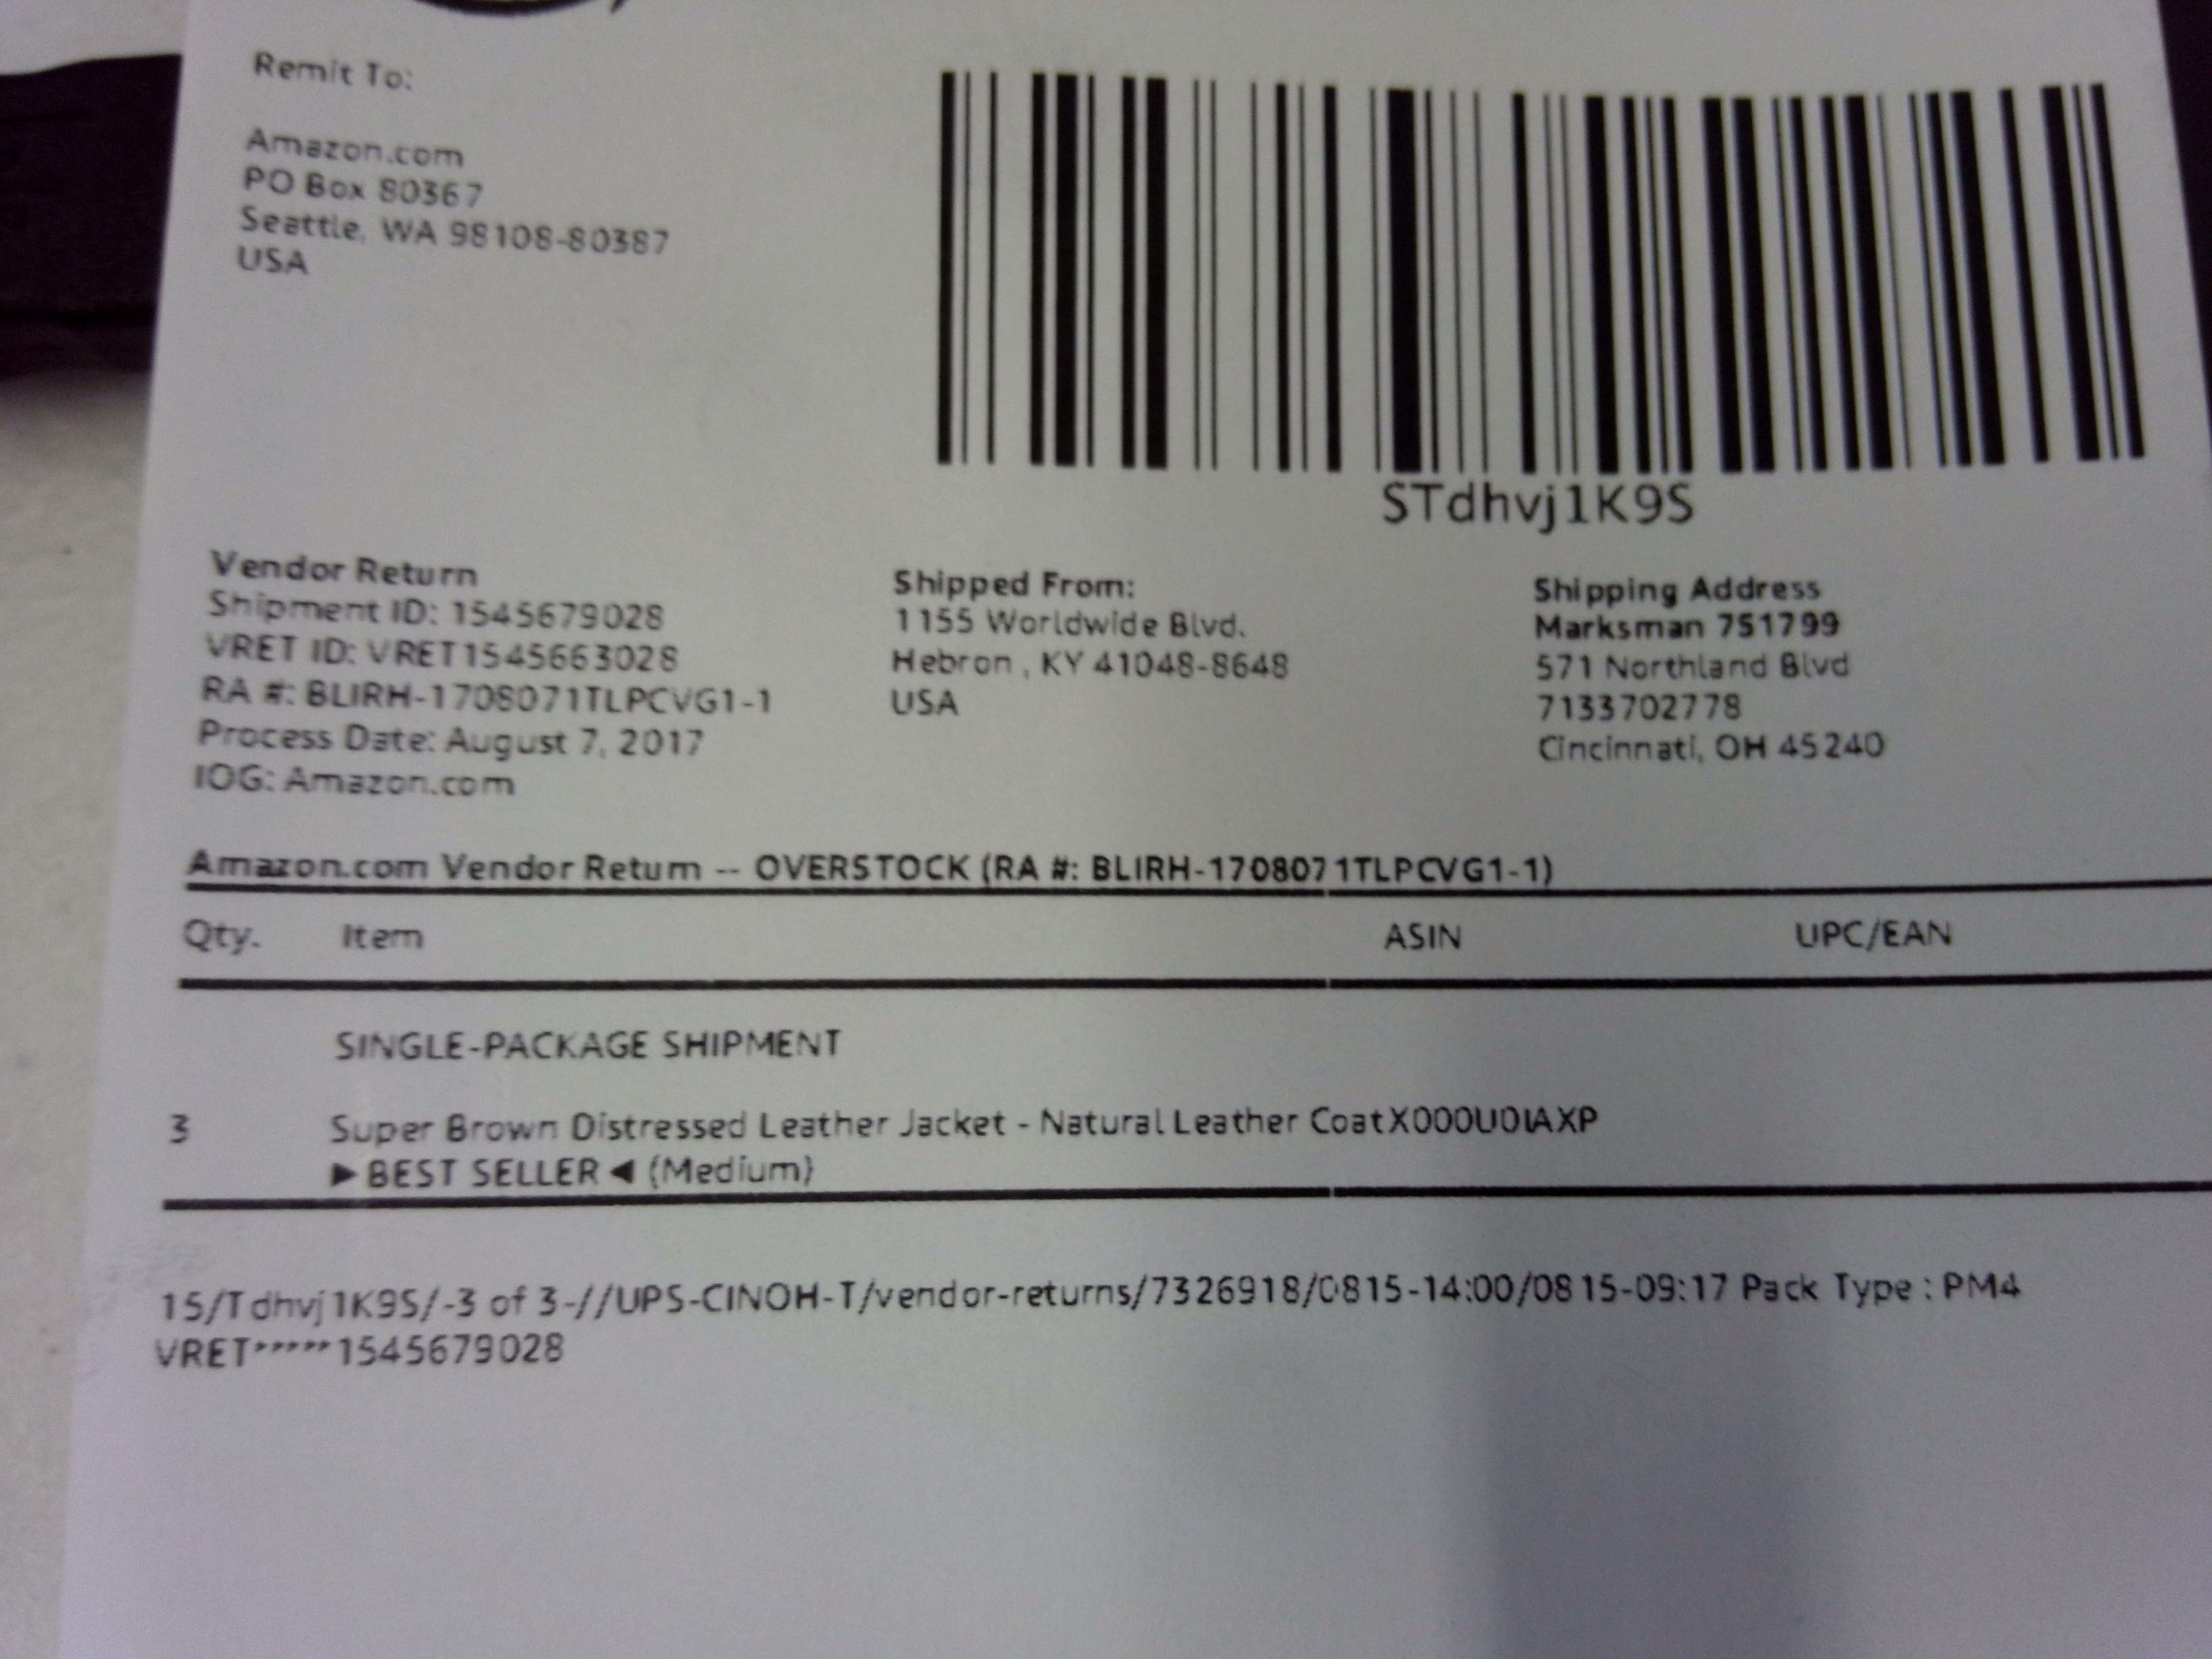 Remit To:
Amazon.com
PO Box 80367
Seattle, WA 98108-80387
USA
STdhvj1K9S
Vendor Return
Shipment ID: 1545679028
VRET ID: VRET1545663028
RA #: BLIRH-1708071TLPCVG1-1
Process Date: August 7, 2017
IOG: Amazon.com
Shipped From:
1155 Worldwide Blvd.
Hebron , KY 41048-8648
USA
Shipping Address
Marksman 751799
571 Northland Blvd
7133702778
Cincinnati, OH 45240
Amazon.com Vendor Return -- OVERSTOCK (RA #: BLIRH-1708071TLPCVG1-1)
Qty. Item ASIN UPC/EAN
SINGLE-PACKAGE SHIPMENT
3 Super Brown Distressed Leather Jacket - Natural Leather Coat X000U0IAXP
►BEST SELLER◄ (Medium)
15/Tdhvj1K9S/-3 of 3-//UPS-CINOH-T/vendor-returns/7326918/0815-14:00/0815-09:17 Pack Type : PM4
VRET*****1545679028